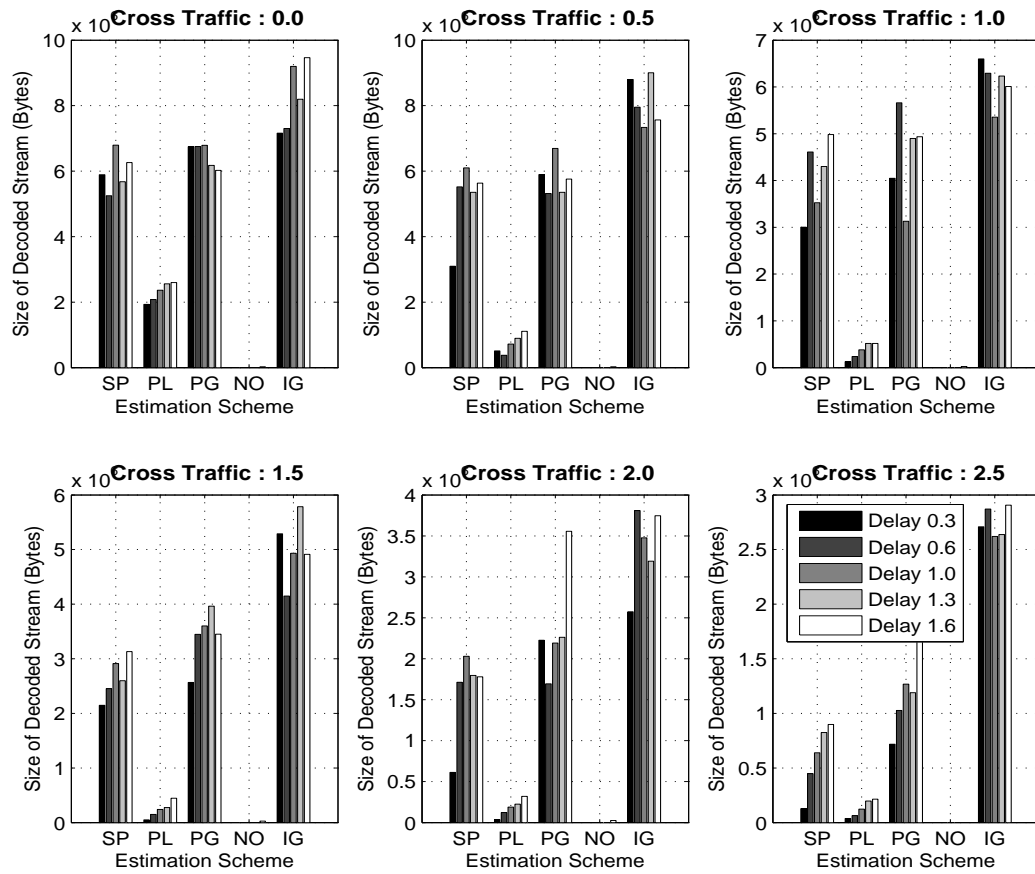 x 10
Cross Traffic : 0.0
10
8
6
4
2
0
Size of Decoded Stream (Bytes)
SP PL PG NO IG
Estimation Scheme
x 10
Cross Traffic : 0.5
10
8
6
4
2
0
Size of Decoded Stream (Bytes)
SP PL PG NO IG
Estimation Scheme
x 10
Cross Traffic : 1.0
7
6
5
4
3
2
1
0
Size of Decoded Stream (Bytes)
SP PL PG NO IG
Estimation Scheme
x 10
Cross Traffic : 1.5
6
5
4
3
2
1
0
Size of Decoded Stream (Bytes)
SP PL PG NO IG
Estimation Scheme
x 10
Cross Traffic : 2.0
4
3.5
3
2.5
2
1.5
1
0.5
0
Size of Decoded Stream (Bytes)
SP PL PG NO IG
Estimation Scheme
x 10
Cross Traffic : 2.5
3
2.5
2
1.5
1
0.5
0
Size of Decoded Stream (Bytes)
Delay 0.3
Delay 0.6
Delay 1.0
Delay 1.3
Delay 1.6
SP PL PG NO IG
Estimation Scheme